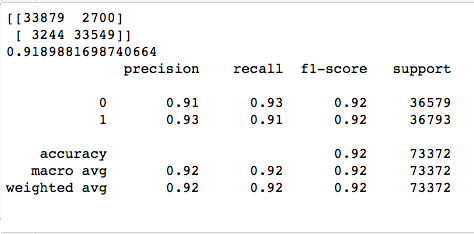 [[33879  2700]
 [ 3244 33549]]
0.9189881698740664
              precision    recall  f1-score   support

           0       0.91      0.93      0.92     36579
           1       0.93      0.91      0.92     36793

    accuracy                           0.92     73372
   macro avg       0.92      0.92      0.92     73372
weighted avg       0.92      0.92      0.92     73372